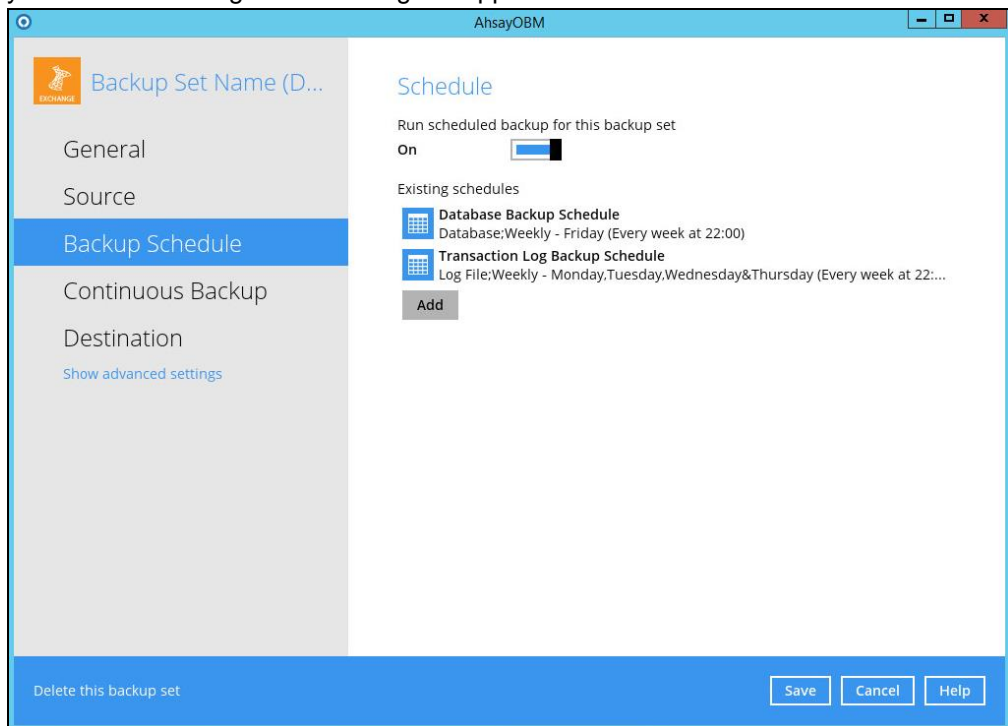 AhsayOBM
EXCHANGE
Backup Set Name (D...
General
Source
Backup Schedule
Continuous Backup
Destination
Show advanced settings
Schedule
Run scheduled backup for this backup set
On
Existing schedules
Database Backup Schedule
Database;Weekly - Friday (Every week at 22:00)
Transaction Log Backup Schedule
Log File;Weekly - Monday,Tuesday,Wednesday&Thursday (Every week at 22:...
Add
Delete this backup set
Save
Cancel
Help